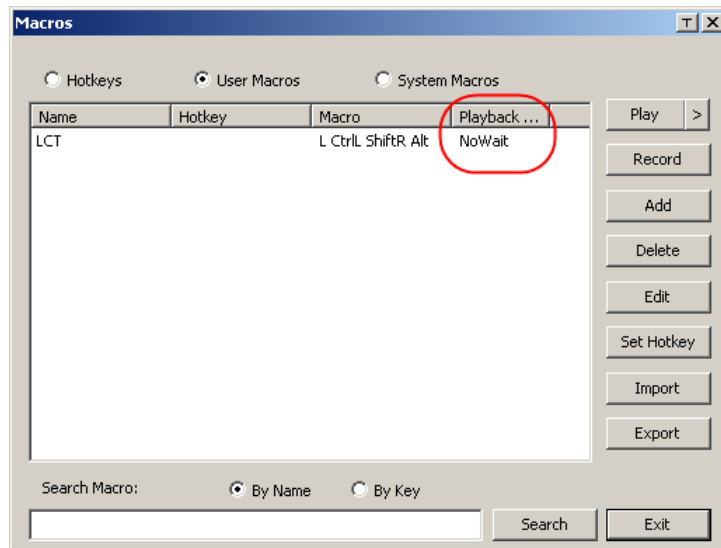 Macros T X
Hotkeys User Macros System Macros
Name Hotkey Macro Playback ... Play >
LCT L CtrlL ShiftR Alt NoWait
Record
Add
Delete
Edit
Set Hotkey
Import
Export
Search Macro: By Name By Key
Search Exit